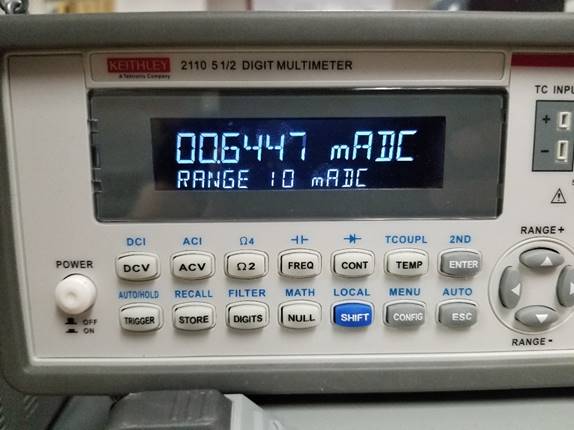 KEITHLEY
A Tektronix Company
2110 5 1/2 DIGIT MULTIMETER
TC INPU
00.6447 mADC
RANGE 10 mADC
+
-
DCI ACI Ω4 TCOUPL 2ND
RANGE+
POWER
DCV ACV Ω2 FREQ CONT TEMP ENTER
AUTO/HOLD RECALL FILTER MATH LOCAL MENU AUTO
OFF
ON
TRIGGER STORE DIGITS NULL SHIFT CONFIG ESC
RANGE -